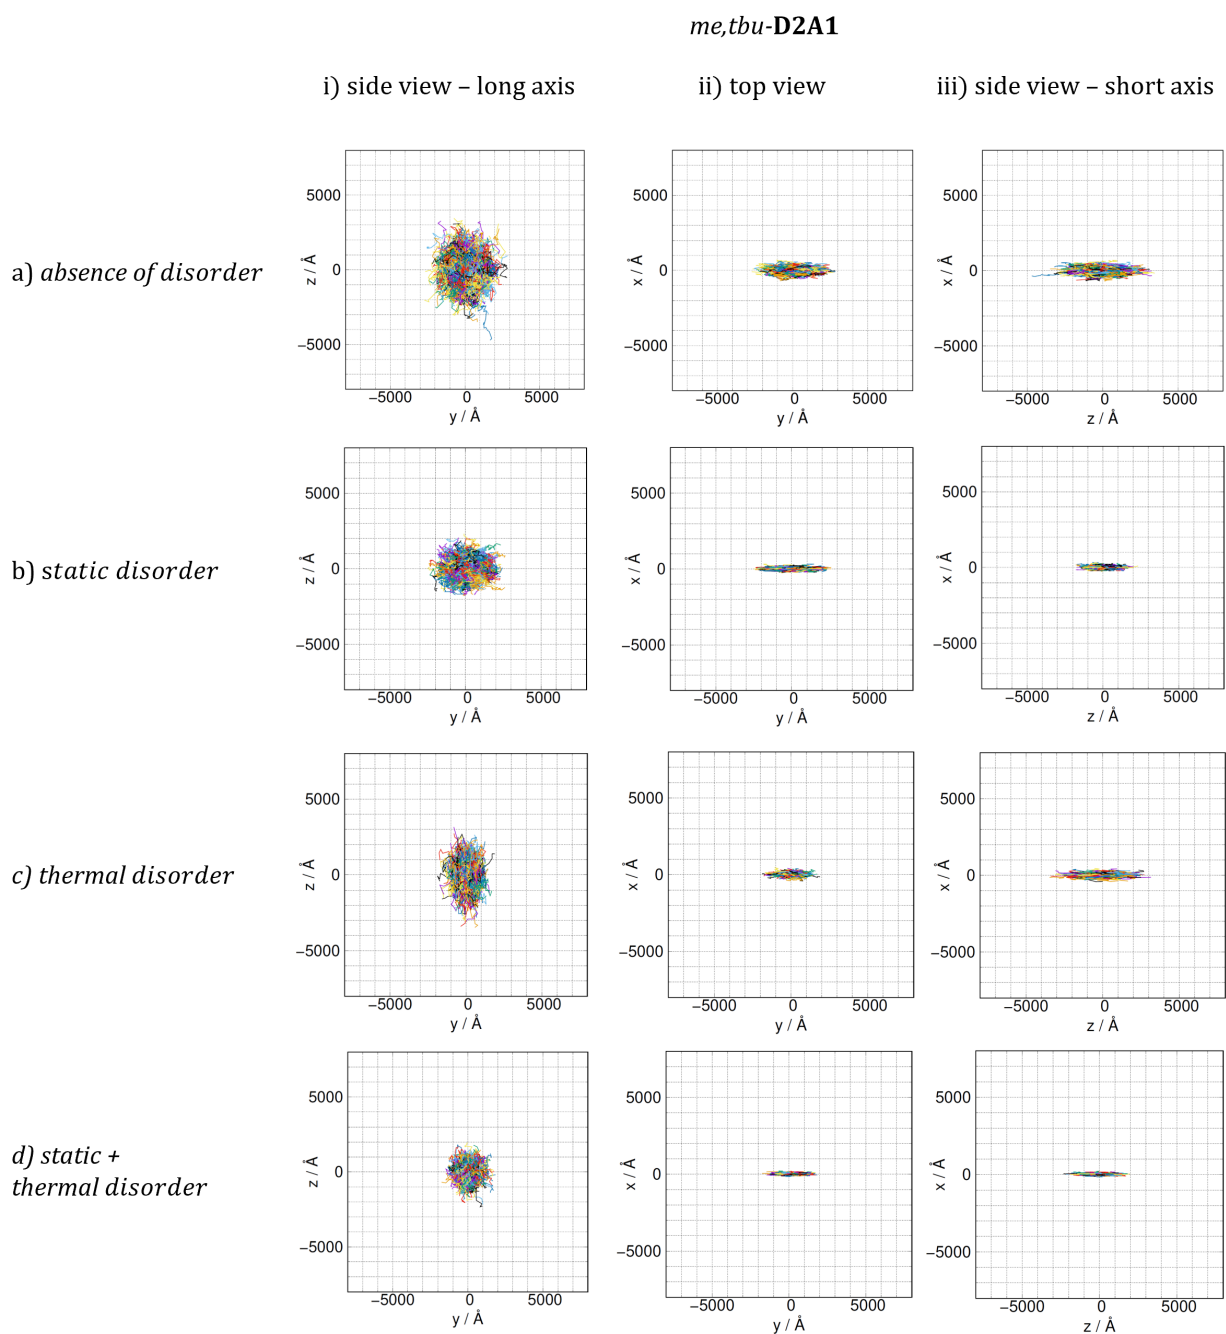 me,tbu-D2A1
i) side view – long axis
ii) top view
iii) side view – short axis
a) absence of disorder
5000
0
−5000
z / Å
−5000 0 5000
y / Å
5000
0
−5000
x / Å
−5000 0 5000
y / Å
5000
0
−5000
x / Å
−5000 0 5000
z / Å
b) static disorder
5000
0
−5000
z / Å
−5000 0 5000
y / Å
5000
0
−5000
x / Å
−5000 0 5000
y / Å
5000
0
−5000
x / Å
−5000 0 5000
z / Å
c) thermal disorder
5000
0
−5000
z / Å
−5000 0 5000
y / Å
5000
0
−5000
x / Å
−5000 0 5000
y / Å
5000
0
−5000
x / Å
−5000 0 5000
z / Å
d) static +
thermal disorder
5000
0
−5000
z / Å
−5000 0 5000
y / Å
5000
0
−5000
x / Å
−5000 0 5000
y / Å
5000
0
−5000
x / Å
−5000 0 5000
z / Å